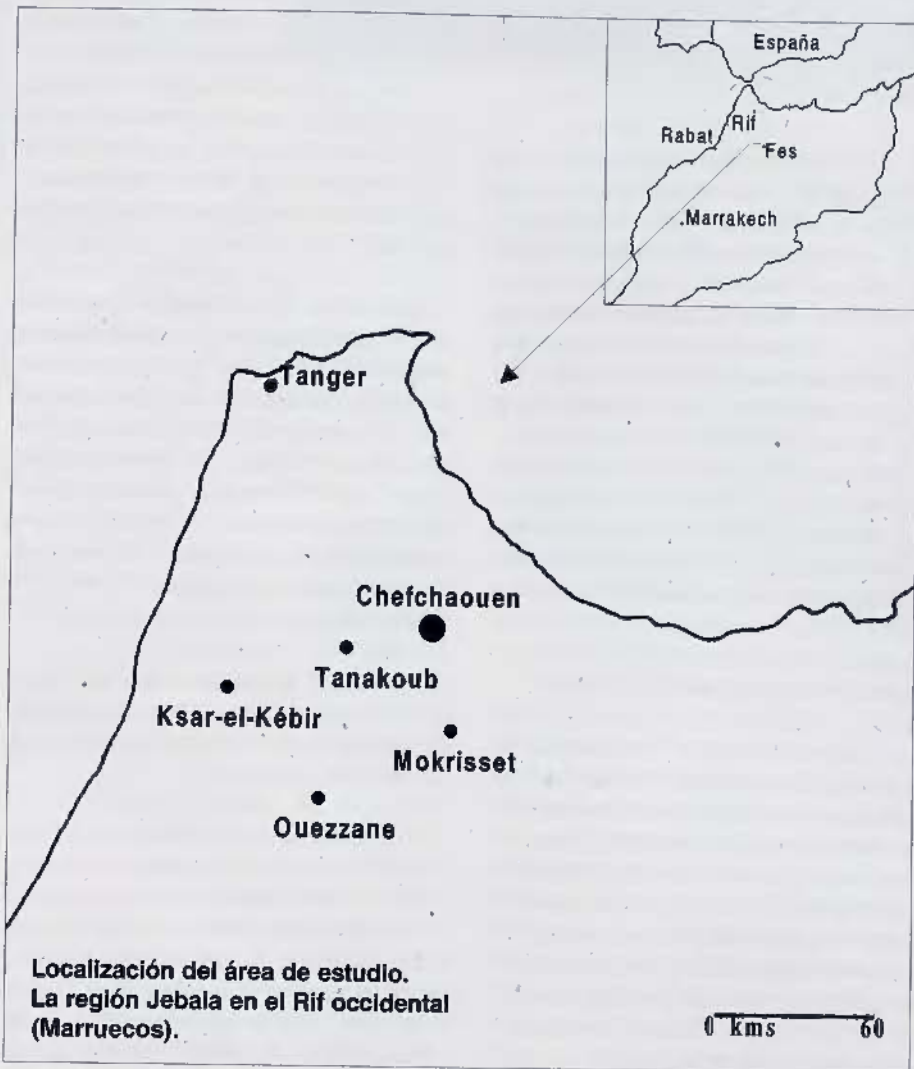 España
Rif
Rabat
Fes
.Marrakech
Tanger
Chefchaouen
Tanakoub
Ksar-el-Kébir
Mokrisset
Ouezzane
Localización del área de estudio.
La región Jebala en el Rif occidental
(Marruecos).
0 kms 60